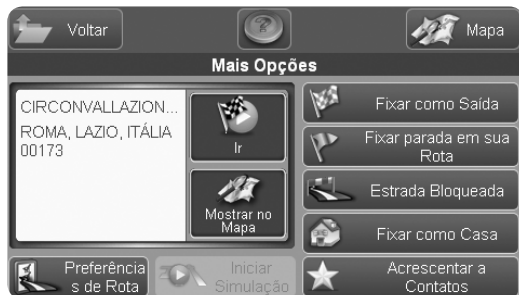 Voltar
?
Mapa
Mais Opções
CIRCONVALLAZION...
ROMA, LAZIO, ITÁLIA
00173
Ir
Mostrar no
Mapa
Fixar como Saída
Fixar parada em sua
Rota
Estrada Bloqueada
Fixar como Casa
Preferência
s de Rota
Iniciar
Simulação
Acrescentar a
Contatos